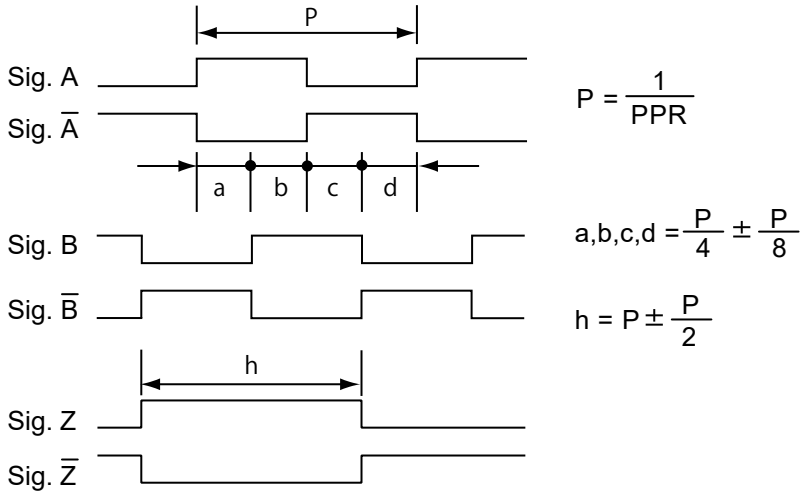 P
Sig. A
Sig. A̅
P = 1/PPR
a b c d
Sig. B
Sig. B̅
a,b,c,d = P/4 ± P/8
h = P ± P/2
h
Sig. Z
Sig. Z̅